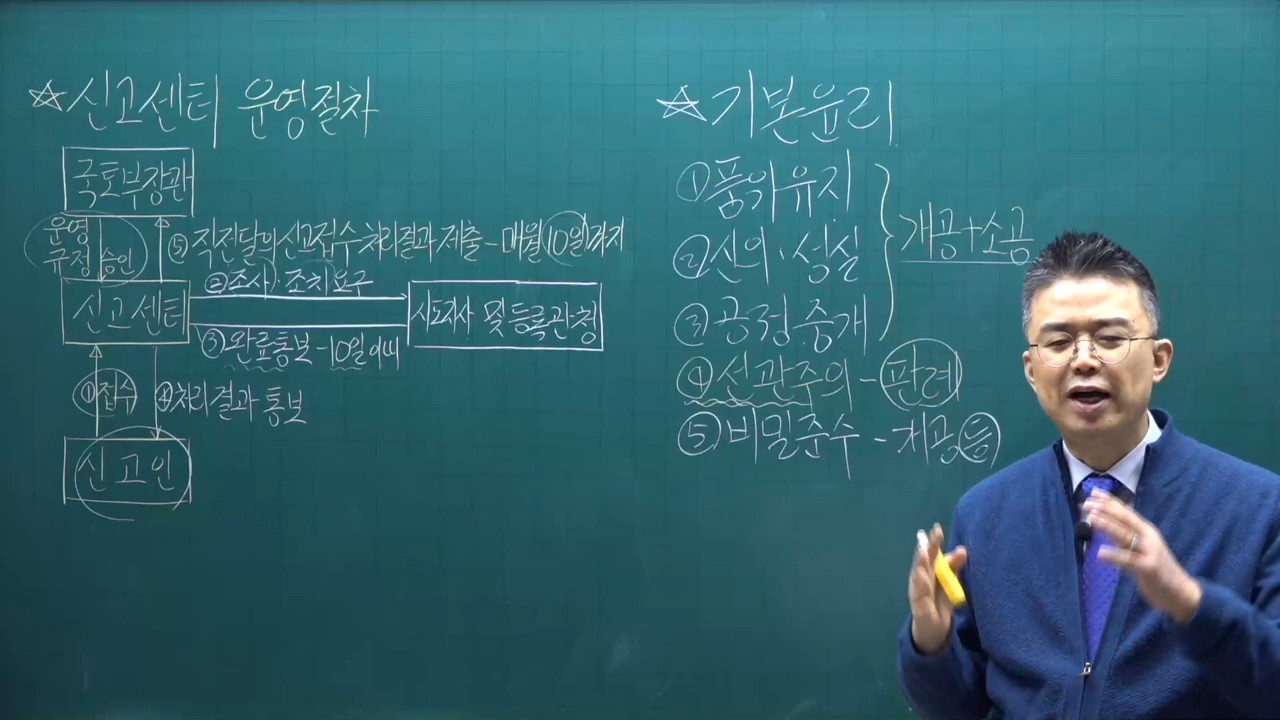 ☆신고센터 운영절차
국토부장관
운영
규정 승인
⑤ 직전달의 신고접수·처리결과 제출-매월 10일까지
②조사·조치요구
신고센터
시·도지사 및 등록관청
③완료통보-10일이내
①접수
④처리결과 통보
신고인
☆기본윤리
①품위유지
②신의·성실
③공정중개
개공+소공
④선관주의-판례
⑤비밀준수-개공등